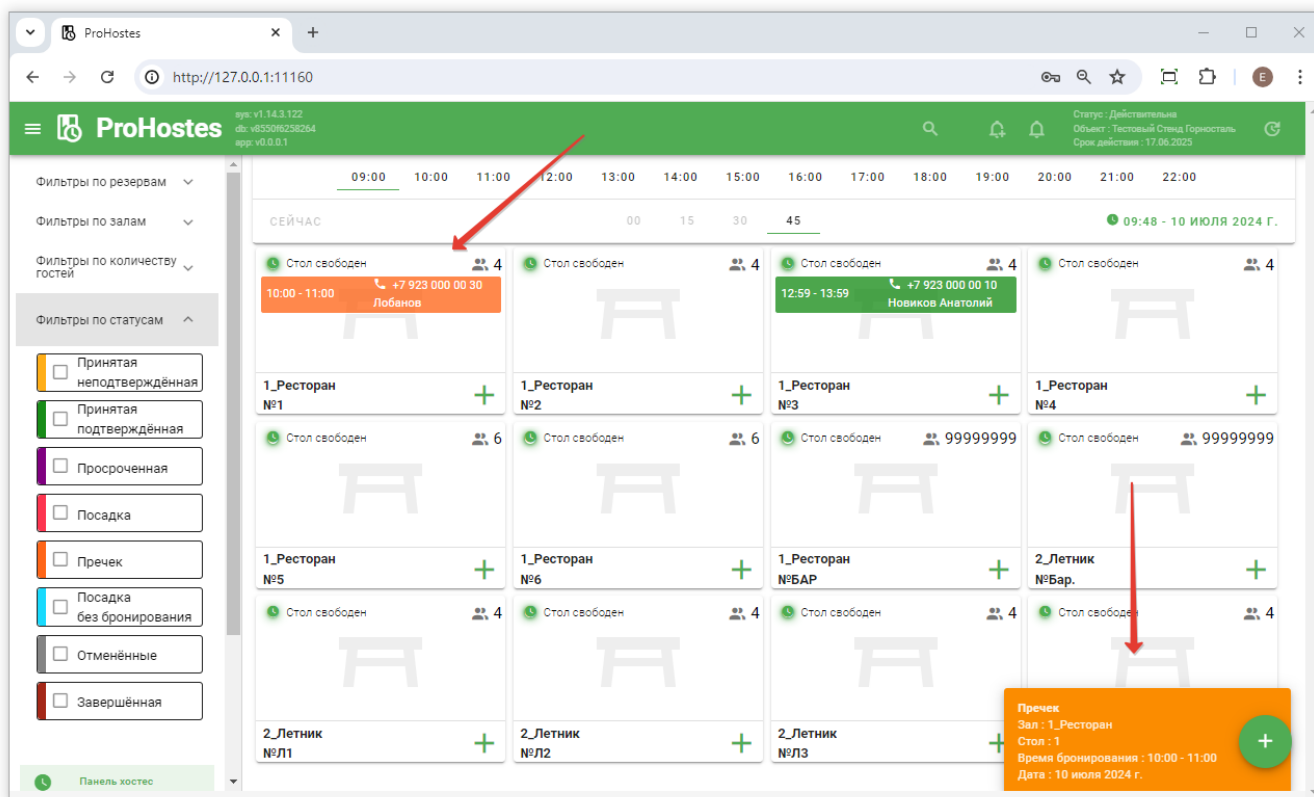 ProHostes
http://127.0.0.1:11160
E
ProHostes
sys: v1.14.3.122
db: v8550f6258264
app: v0.0.0.1
Статус : Действительна
Объект : Тестовый Стенд Горносталь
Срок действия : 17.06.2025
Фильтры по резервам
Фильтры по залам
Фильтры по количеству
гостей
Фильтры по статусам
Принятая
неподтверждённая
Принятая
подтверждённая
Просроченная
Посадка
Пречек
Посадка
без бронирования
Отменённые
Завершённая
Панель хостес
09:00 10:00 11:00 12:00 13:00 14:00 15:00 16:00 17:00 18:00 19:00 20:00 21:00 22:00
СЕЙЧАС 00 15 30 45 09:48 - 10 ИЮЛЯ 2024 Г.
Стол свободен 4
10:00 - 11:00 +7 923 000 00 30
Лобанов
1_Ресторан
№1
Стол свободен 4
1_Ресторан
№2
Стол свободен 4
12:59 - 13:59 +7 923 000 00 10
Новиков Анатолий
1_Ресторан
№3
Стол свободен 4
1_Ресторан
№4
Стол свободен 6
1_Ресторан
№5
Стол свободен 6
1_Ресторан
№6
Стол свободен 99999999
1_Ресторан
№БАР
Стол свободен 99999999
2_Летник
№Бар.
Стол свободен 4
2_Летник
№Л1
Стол свободен 4
2_Летник
№Л2
Стол свободен 4
2_Летник
№Л3
Стол свободен 4
Пречек
Зал : 1_Ресторан
Стол : 1
Время бронирования : 10:00 - 11:00
Дата : 10 июля 2024 г.